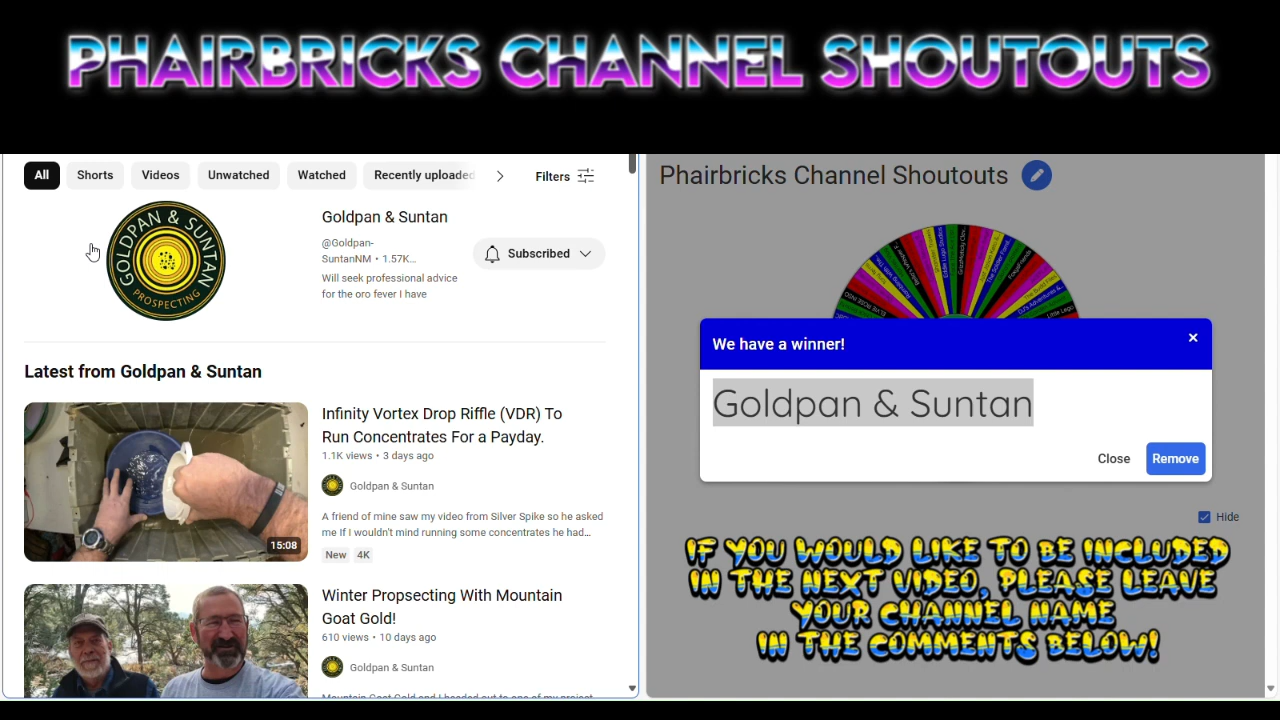 PHAIRBRICKS CHANNEL SHOUTOUTS
All
Shorts
Videos
Unwatched
Watched
Recently uploaded
Filters
GOLDPAN & SUNTAN
PROSPECTING
Goldpan & Suntan
@Goldpan-
SuntanNM • 1.57K...
Will seek professional advice
for the oro fever I have
Subscribed
Latest from Goldpan & Suntan
Infinity Vortex Drop Riffle (VDR) To
Run Concentrates For a Payday.
1.1K views • 3 days ago
Goldpan & Suntan
A friend of mine saw my video from Silver Spike so he asked
me If I wouldn't mind running some concentrates he had...
New 4K
15:08
Winter Propsecting With Mountain
Goat Gold!
610 views • 10 days ago
Goldpan & Suntan
Phairbricks Channel Shoutouts
Little Lego
We have a winner!
×
Goldpan & Suntan
Close
Remove
Hide
IF YOU WOULD LIKE TO BE INCLUDED
IN THE NEXT VIDEO, PLEASE LEAVE
YOUR CHANNEL NAME
IN THE COMMENTS BELOW!